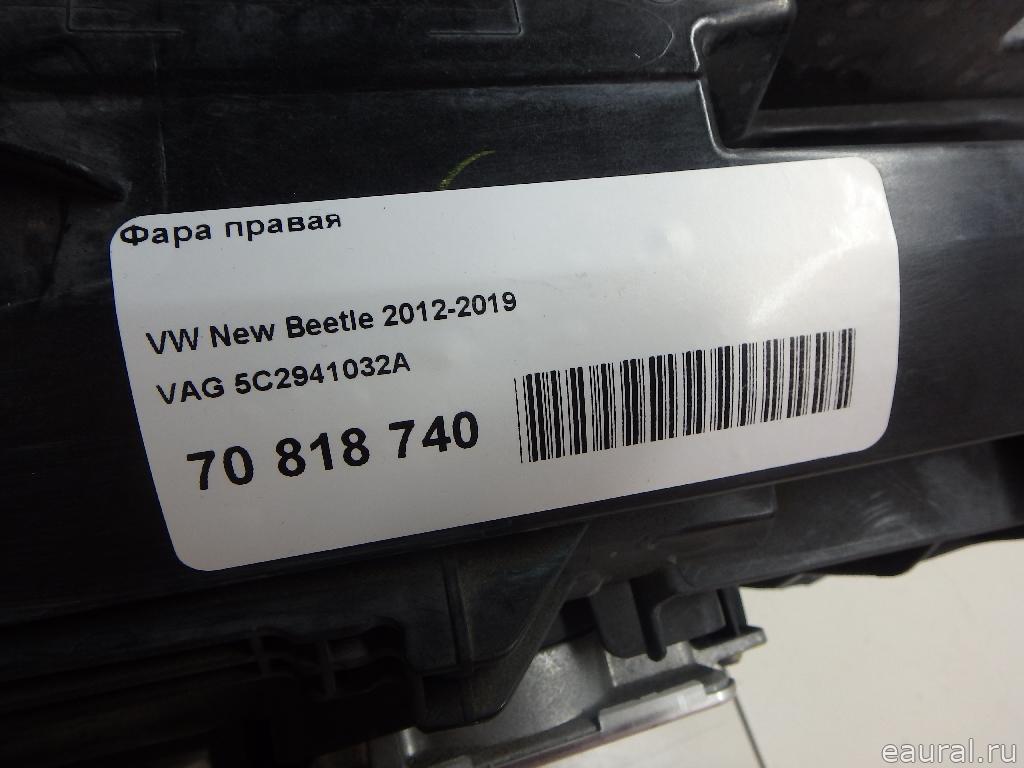 Фара правая
VW New Beetle 2012-2019
VAG 5C2941032A
70 818 740
eaural.ru